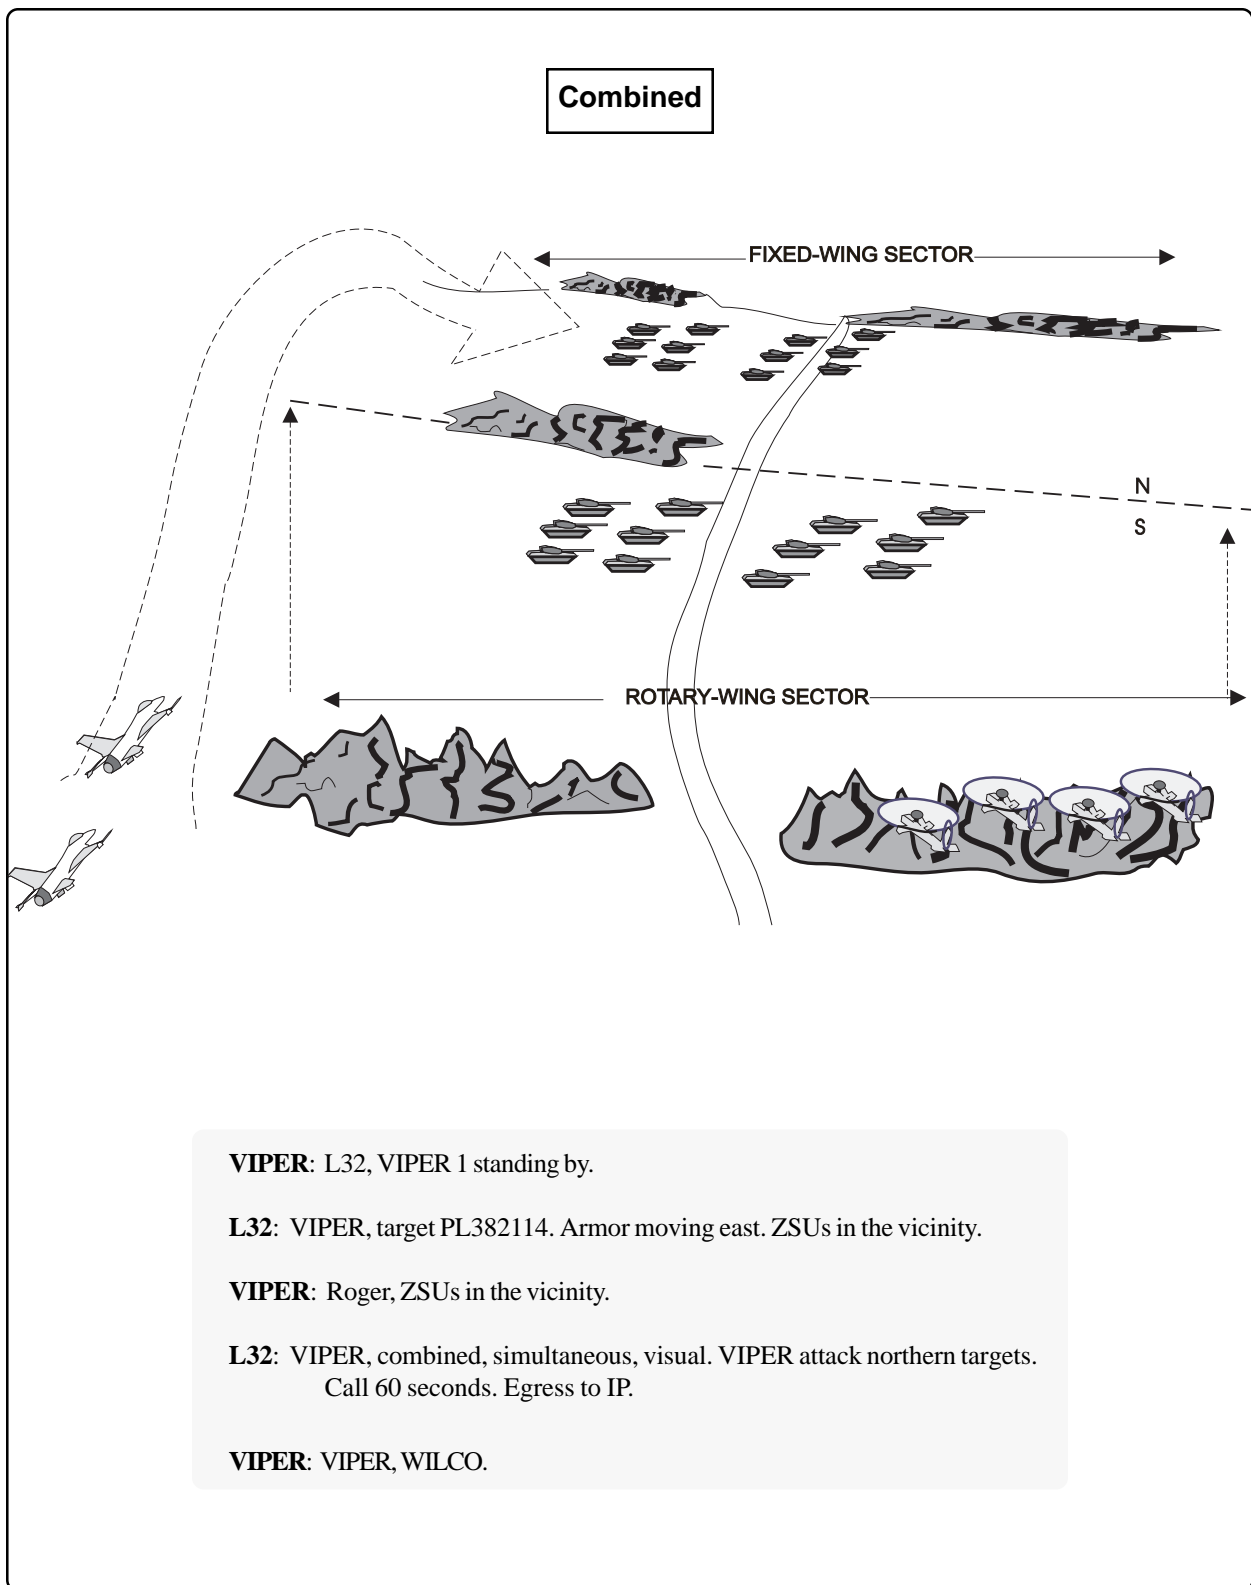 Combined
FIXED-WING SECTOR
N
S
ROTARY-WING SECTOR
VIPER: L32, VIPER 1 standing by.
L32: VIPER, target PL382114. Armor moving east. ZSUs in the vicinity.
VIPER: Roger, ZSUs in the vicinity.
L32: VIPER, combined, simultaneous, visual. VIPER attack northern targets.
Call 60 seconds. Egress to IP.
VIPER: VIPER, WILCO.